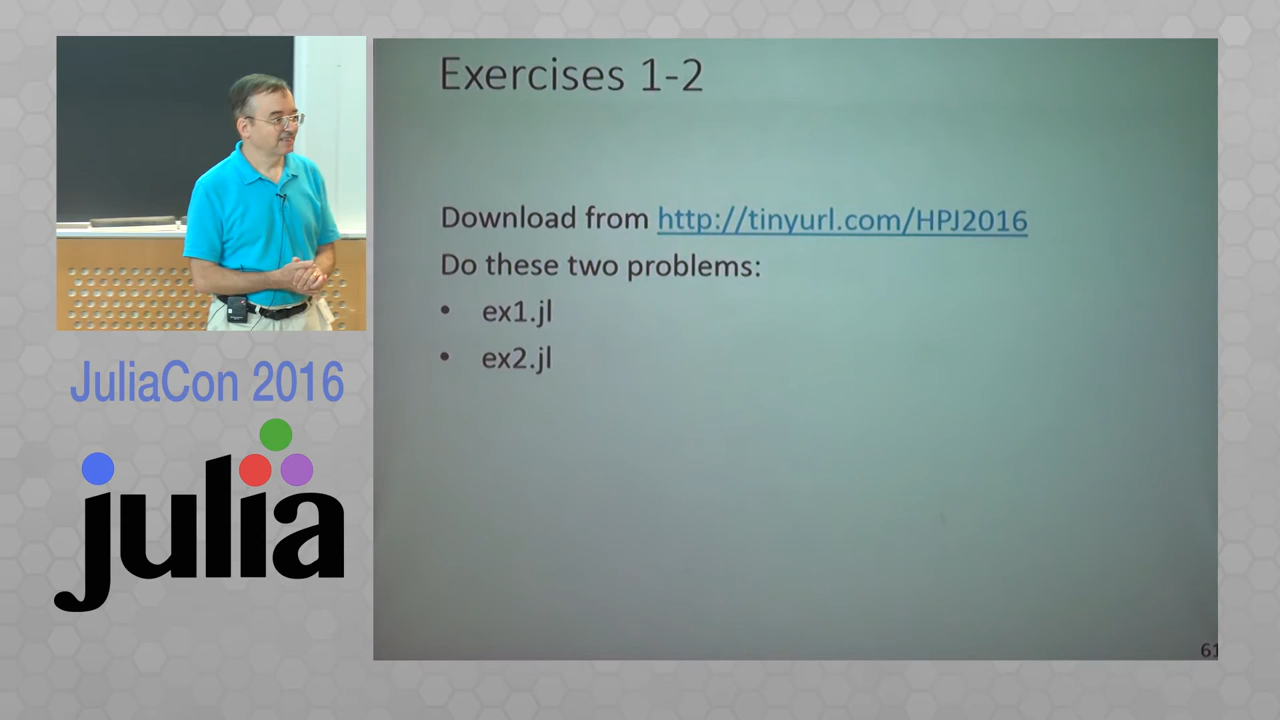 Exercises 1-2
Download from http://tinyurl.com/HPJ2016
Do these two problems:
• ex1.jl
• ex2.jl
61
JuliaCon 2016
julia